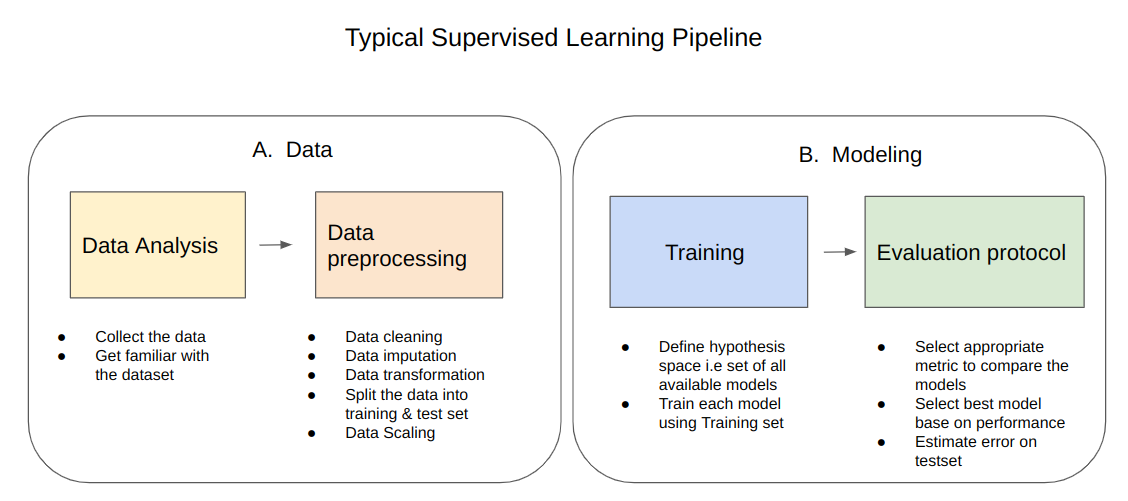 Typical Supervised Learning Pipeline
A. Data
Data Analysis
● Collect the data
● Get familiar with
the dataset
Data
preprocessing
● Data cleaning
● Data imputation
● Data transformation
● Split the data into
training & test set
● Data Scaling
B. Modeling
Training
● Define hypothesis
space i.e set of all
available models
● Train each model
using Training set
Evaluation protocol
● Select appropriate
metric to compare the
models
● Select best model
base on performance
● Estimate error on
testset